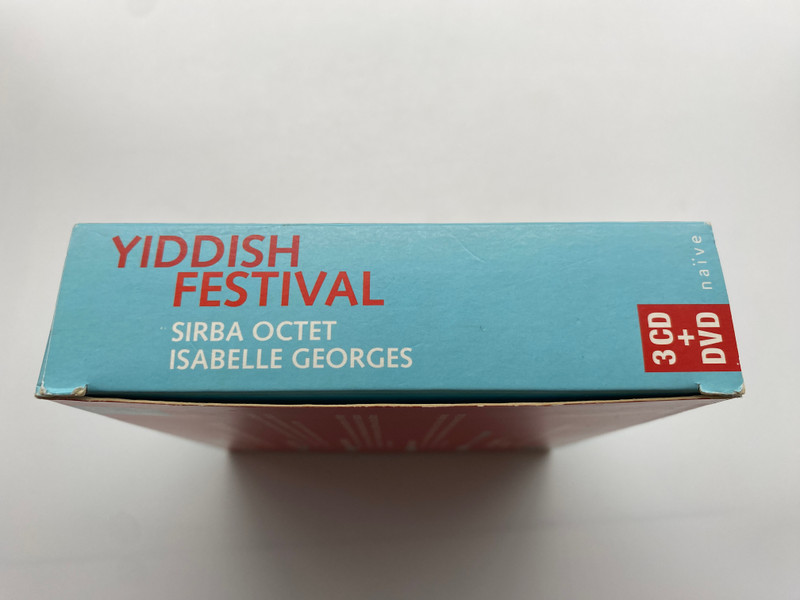 YIDDISH
FESTIVAL
SIRBA OCTET
ISABELLE GEORGES
naïve
3 CD
+
DVD